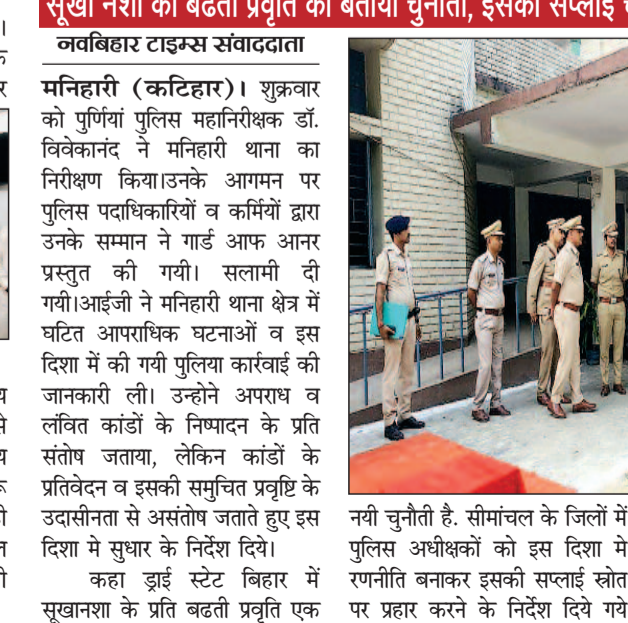 सूखा नशा की बढती प्रवृति को बताया चुनौती, इसकी सप्लाई
नवबिहार टाइम्स संवाददाता
मनिहारी (कटिहार)। शुक्रवार
को पुर्णियां पुलिस महानिरीक्षक डॉ.
विवेकानंद ने मनिहारी थाना का
निरीक्षण किया।उनके आगमन पर
पुलिस पदाधिकारियों व कर्मियों द्वारा
उनके सम्मान ने गार्ड आफ आनर
प्रस्तुत की गयी। सलामी दी
गयी।आईजी ने मनिहारी थाना क्षेत्र में
घटित आपराधिक घटनाओं व इस
दिशा में की गयी पुलिया कार्रवाई की
जानकारी ली। उन्होने अपराध व
लंवित कांडों के निष्पादन के प्रति
संतोष जताया, लेकिन कांडों के
प्रतिवेदन व इसकी समुचित प्रवृष्टि के
उदासीनता से असंतोष जताते हुए इस
दिशा मे सुधार के निर्देश दिये।
कहा ड्राई स्टेट बिहार में
सूखानशा के प्रति बढती प्रवृति एक
नयी चुनौती है. सीमांचल के जिलों में
पुलिस अधीक्षकों को इस दिशा मे
रणनीति बनाकर इसकी सप्लाई स्रोत
पर प्रहार करने के निर्देश दिये गये